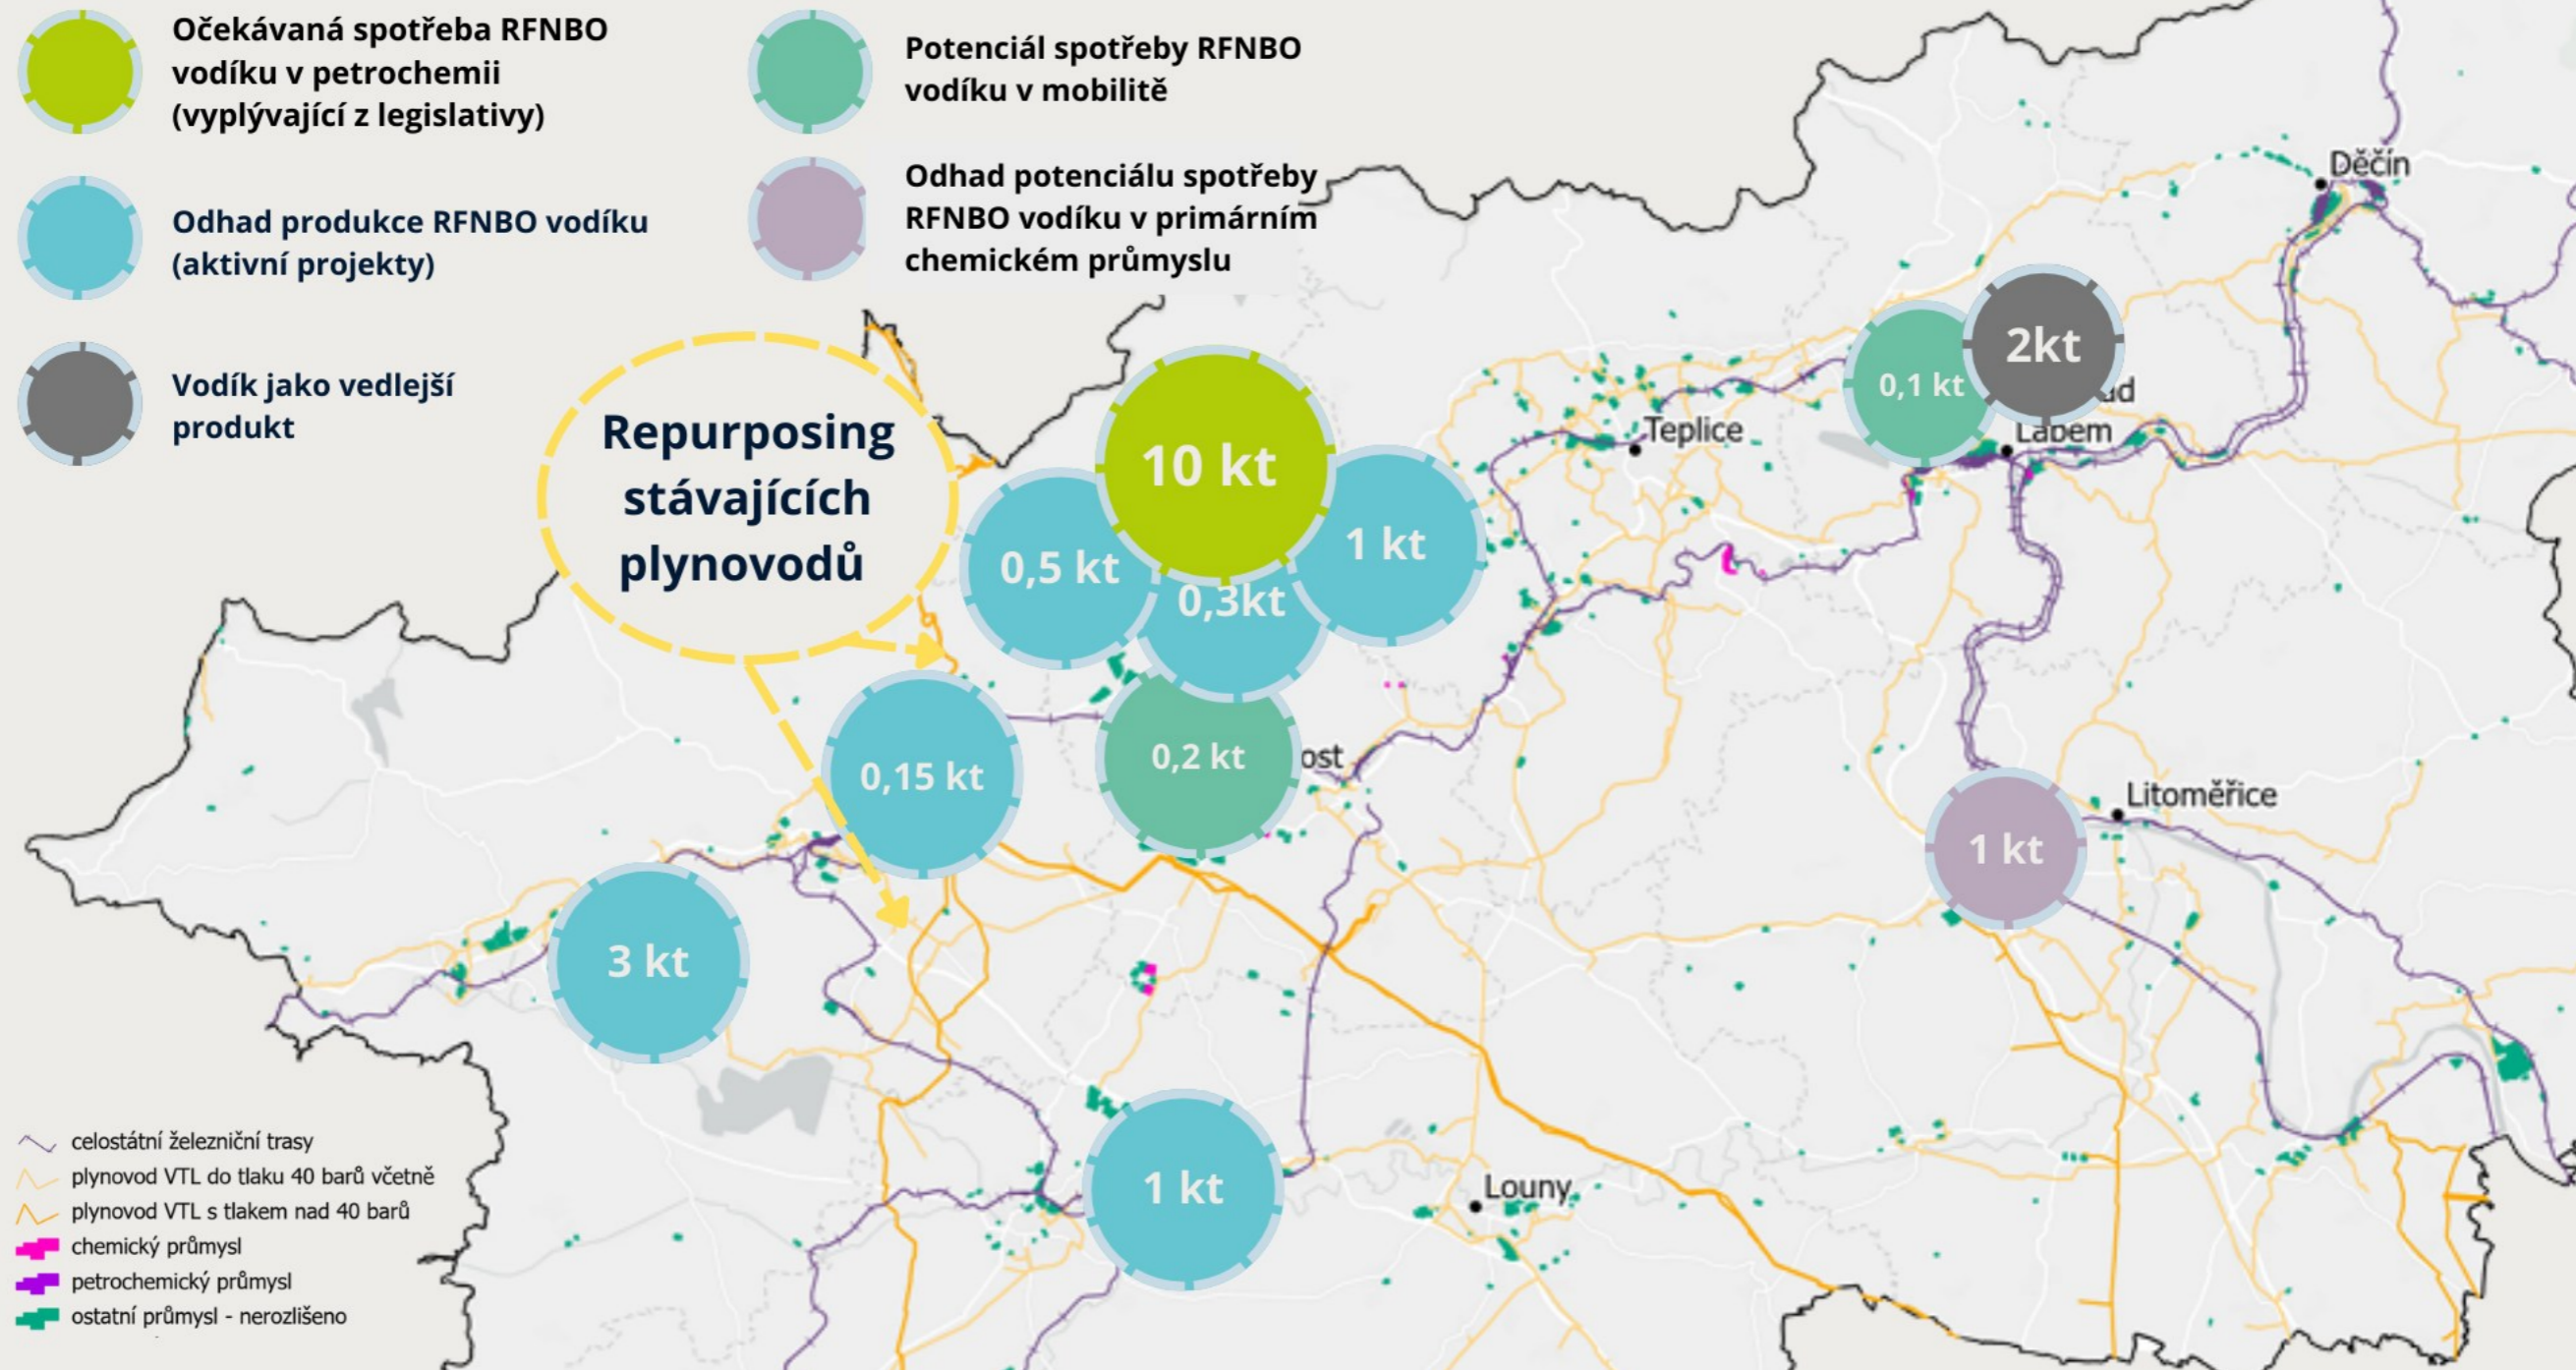 Očekávaná spotřeba RFNBO
vodíku v petrochemii
(vyplývající z legislativy)
Odhad produkce RFNBO vodíku
(aktivní projekty)
Vodík jako vedlejší
produkt
Potenciál spotřeby RFNBO
vodíku v mobilitě
Odhad potenciálu spotřeby
RFNBO vodíku v primárním
chemickém průmyslu
Repurposing
stávajících
plynovodů
Děčín
2kt
0,1 kt
Labem
Teplice
10 kt
1 kt
0,5 kt
0,3kt
0,15 kt
0,2 kt
ost
Litoměřice
1 kt
3 kt
1 kt
Louny
celostátní železniční trasy
plynovod VTL do tlaku 40 barů včetně
plynovod VTL s tlakem nad 40 barů
chemický průmysl
petrochemický průmysl
ostatní průmysl - nerozlišeno